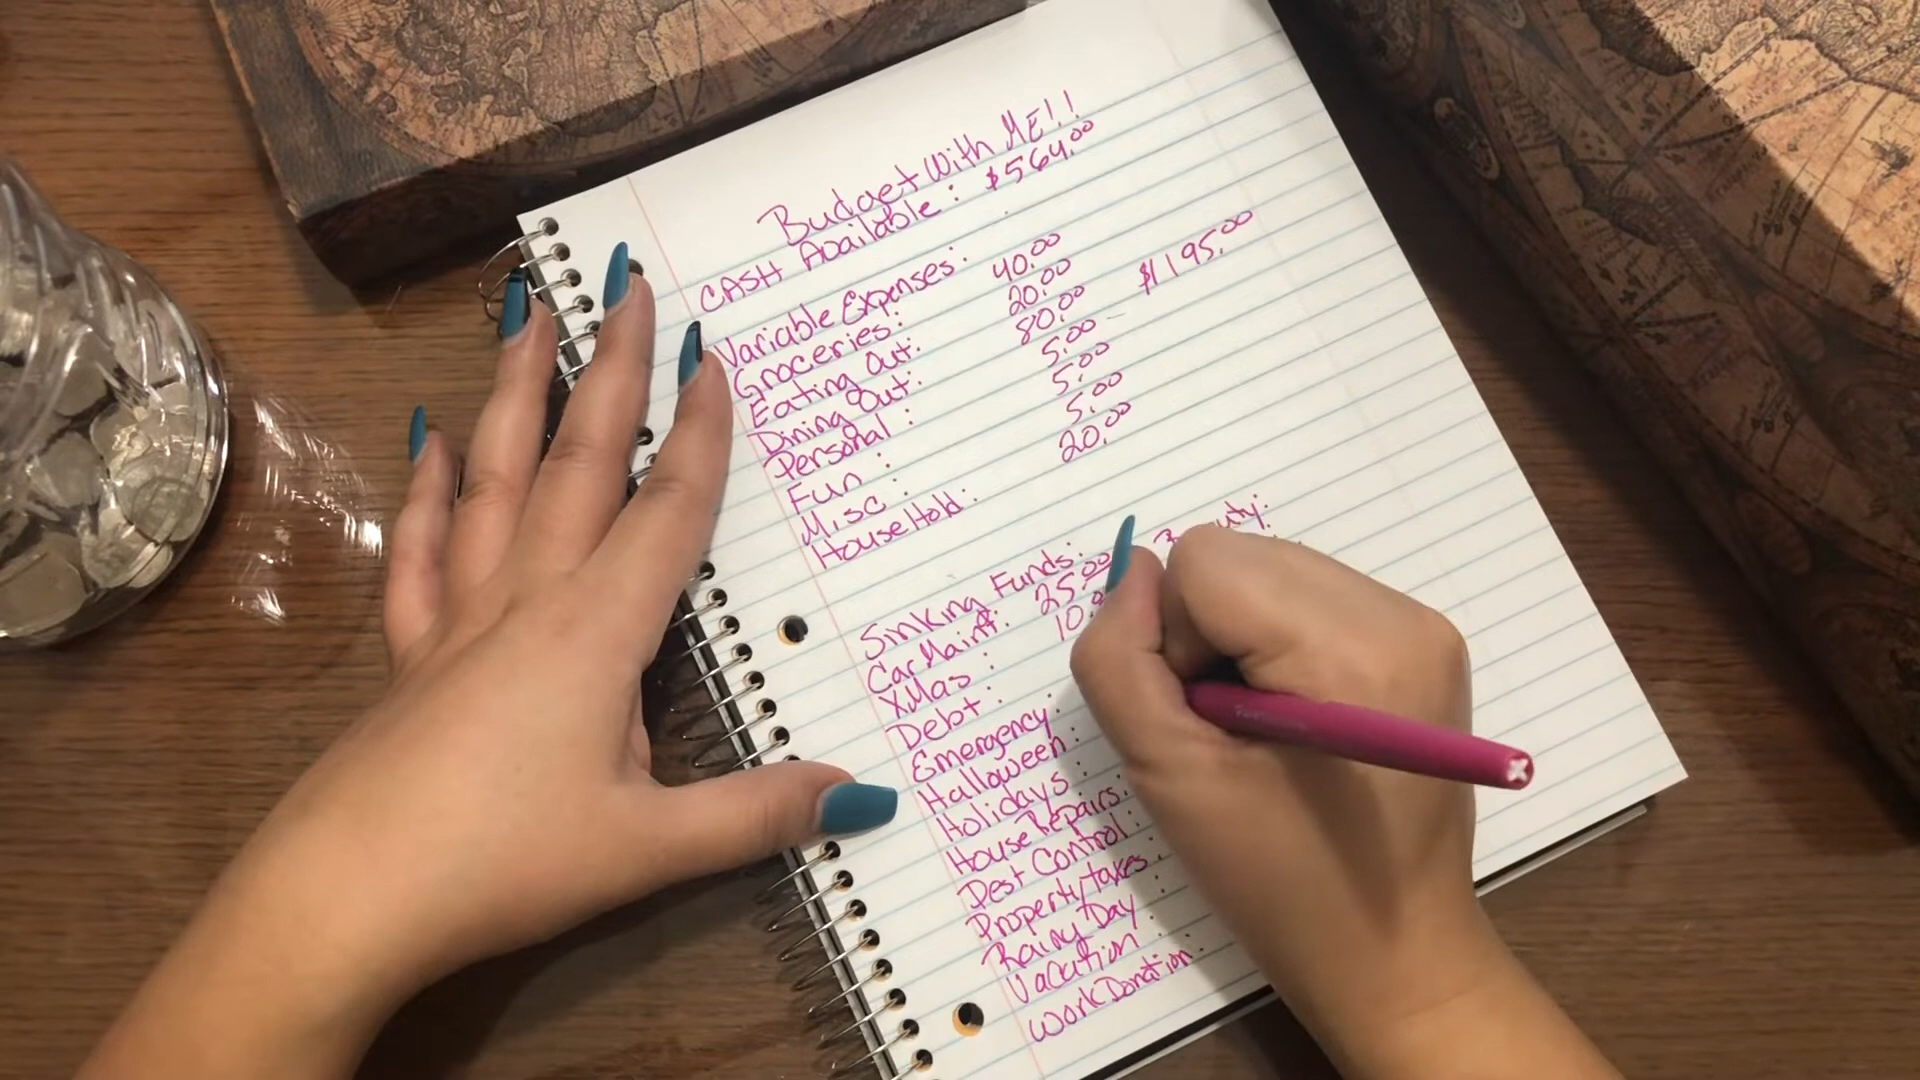 Budget With ME!!
CASH Available: $564.00
Variable Expenses:
Groceries: 40.00
Eating Out: 20.00
Dining Out: 80.00 $1195.00
Personal: 5.00
Fun: 5.00
Misc: 5.00
HouseHold: 20.00
Sinking Funds:
Car Maint: 25.00
XMas: 10.
Debt:
Emergency:
Halloween:
Holidays:
House Repairs:
Pest Control:
Property taxes:
Rainy Day:
Vacation:
Work Donation: